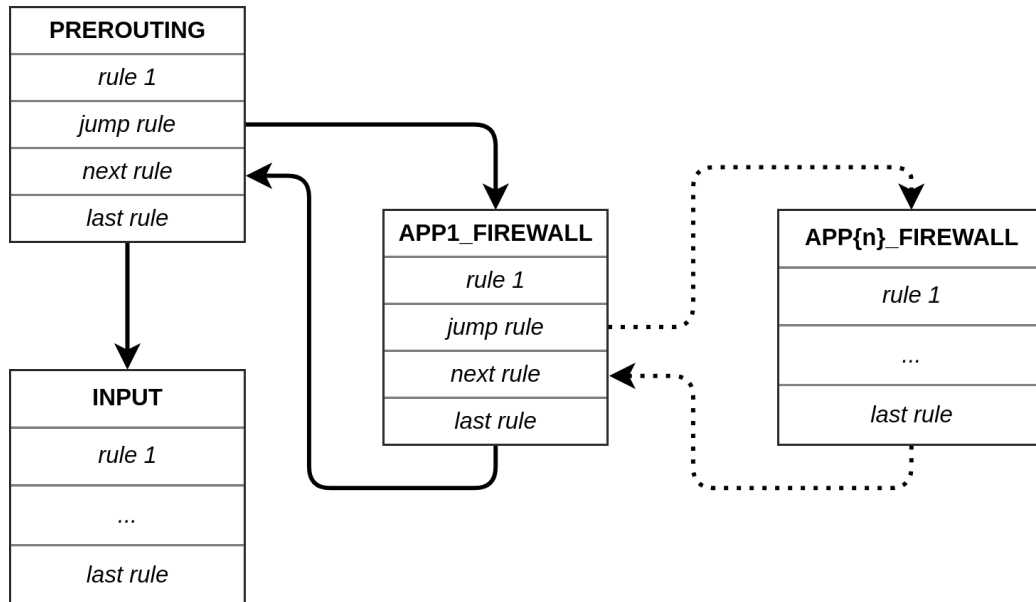 PREROUTING
rule 1
jump rule
next rule
last rule
INPUT
rule 1
...
last rule
APP1_FIREWALL
rule 1
jump rule
next rule
last rule
APP{n}_FIREWALL
rule 1
...
last rule